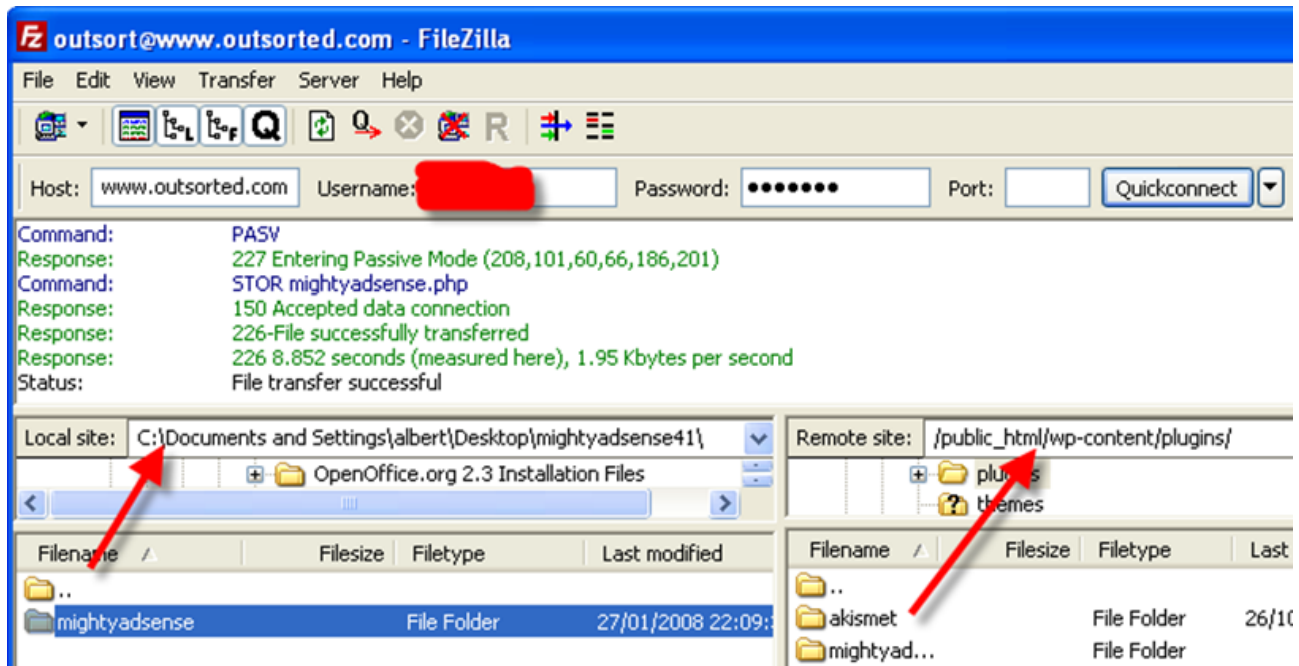 outsort@www.outsorted.com - FileZilla
File Edit View Transfer Server Help
Host: www.outsorted.com Username: Password: ••••••• Port: Quickconnect
Command: PASV
Response: 227 Entering Passive Mode (208,101,60,66,186,201)
Command: STOR mightyadsense.php
Response: 150 Accepted data connection
Response: 226-File successfully transferred
Response: 226 8.852 seconds (measured here), 1.95 Kbytes per second
Status: File transfer successful
Local site: C:\Documents and Settings\albert\Desktop\mightyadsense41\
OpenOffice.org 2.3 Installation Files
Filename Filesize Filetype Last modified
..
mightyadsense File Folder 27/01/2008 22:09:
Remote site: /public_html/wp-content/plugins/
plugins
themes
Filename Filesize Filetype Last
..
akismet File Folder 26/10
mightyad... File Folder